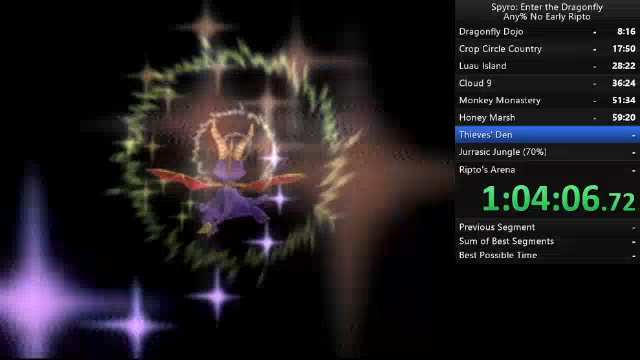 Spyro: Enter the Dragonfly
Any% No Early Ripto
Dragonfly Dojo - 8:16
Crop Circle Country - 17:50
Luau Island - 28:22
Cloud 9 - 36:24
Monkey Monastery - 51:34
Honey Marsh - 59:20
Thieves' Den -
Jurrasic Jungle (70%) -
Ripto's Arena -
1:04:06.72
Previous Segment -
Sum of Best Segments -
Best Possible Time -